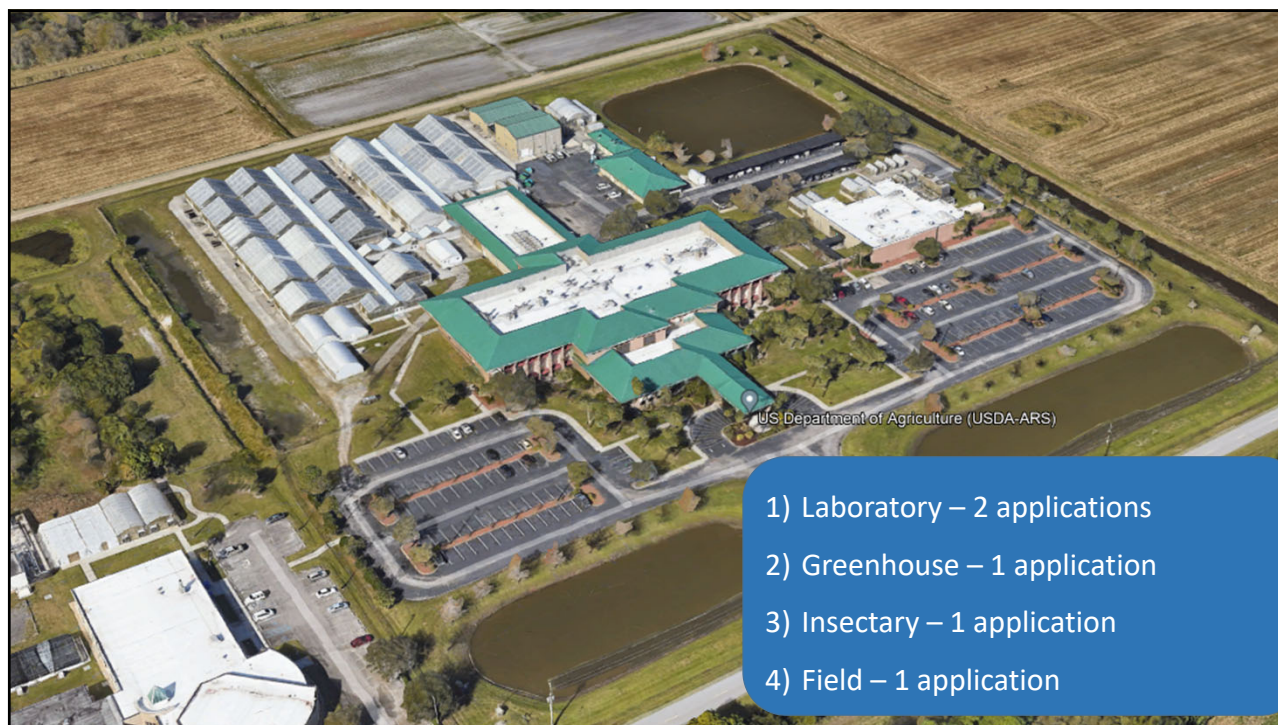 US Department of Agriculture (USDA-ARS)
1) Laboratory – 2 applications
2) Greenhouse – 1 application
3) Insectary – 1 application
4) Field – 1 application